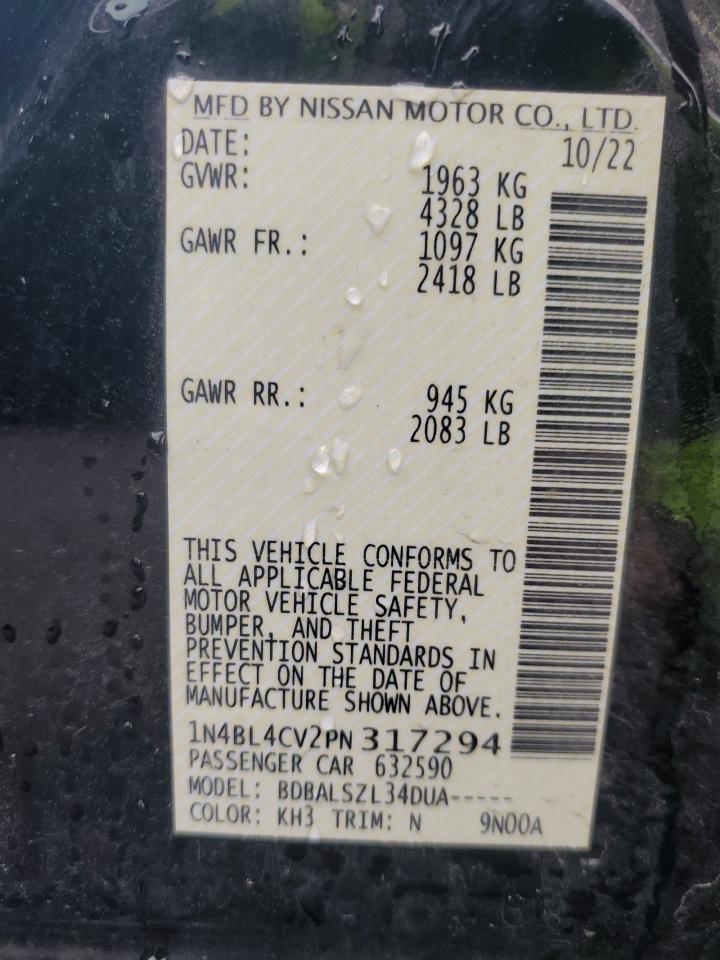 MFD BY NISSAN MOTOR CO., LTD.
DATE: 10/22
GVWR: 1963 KG
4328 LB
GAWR FR.: 1097 KG
2418 LB
GAWR RR.: 945 KG
2083 LB
THIS VEHICLE CONFORMS TO
ALL APPLICABLE FEDERAL
MOTOR VEHICLE SAFETY,
BUMPER, AND THEFT
PREVENTION STANDARDS IN
EFFECT ON THE DATE OF
MANUFACTURE SHOWN ABOVE.
1N4BL4CV2PN317294
PASSENGER CAR 632590
MODEL: BDBALSZL34DUA-----
COLOR: KH3 TRIM: N 9N00A